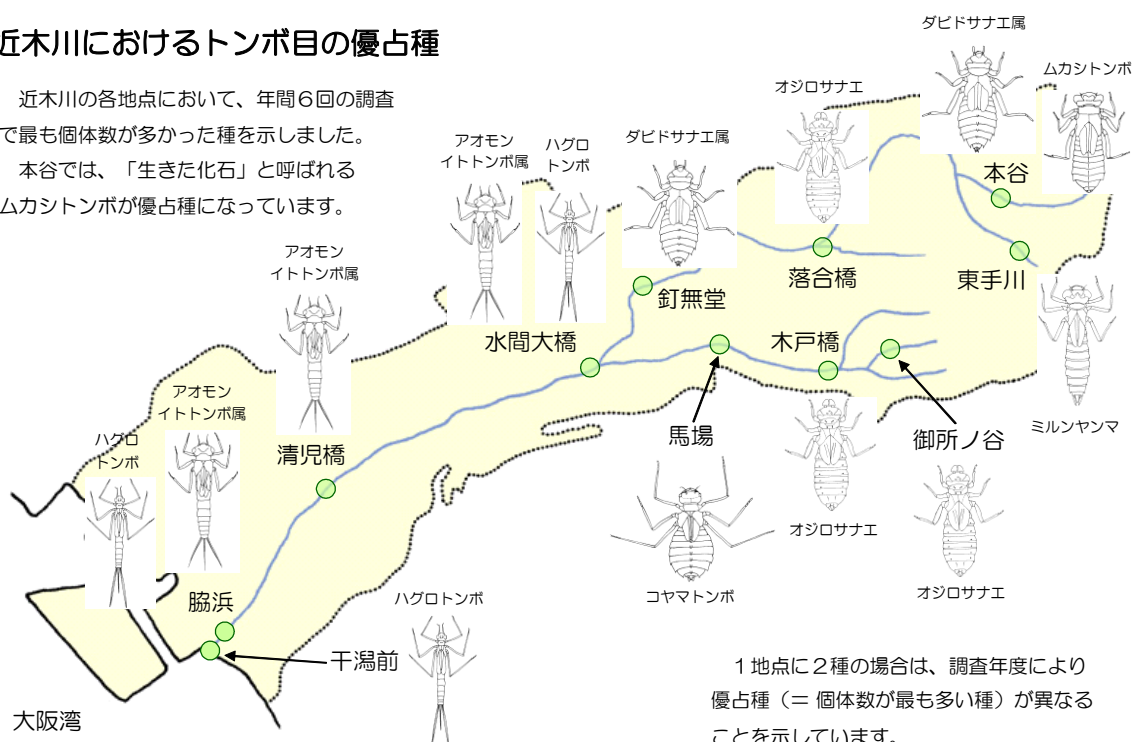 近木川におけるトンボ目の優占種
近木川の各地点において、年間６回の調査
で最も個体数が多かった種を示しました。
本谷では、「生きた化石」と呼ばれる
ムカシトンボが優占種になっています。
ダビドサナエ属
ムカシトンボ
オジロサナエ
ダビドサナエ属
アオモン
イトトンボ属
ハグロ
トンボ
本谷
東手川
落合橋
釘無堂
水間大橋
木戸橋
馬場
御所ノ谷
ミルンヤンマ
アオモン
イトトンボ属
清児橋
アオモン
イトトンボ属
ハグロ
トンボ
オジロサナエ
オジロサナエ
コヤマトンボ
脇浜
ハグロトンボ
干潟前
大阪湾
１地点に２種の場合は、調査年度により
優占種（＝ 個体数が最も多い種）が異なる
ことを示しています。